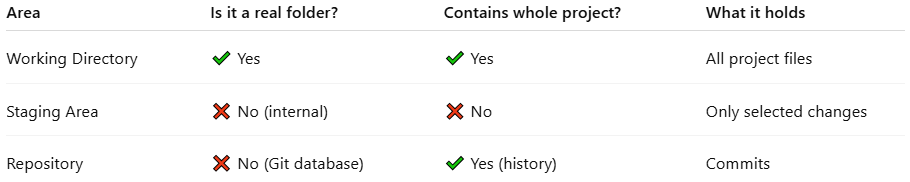 Area Is it a real folder? Contains whole project? What it holds
Working Directory ✔ Yes ✔ Yes All project files
Staging Area ❌ No (internal) ❌ No Only selected changes
Repository ❌ No (Git database) ✔ Yes (history) Commits